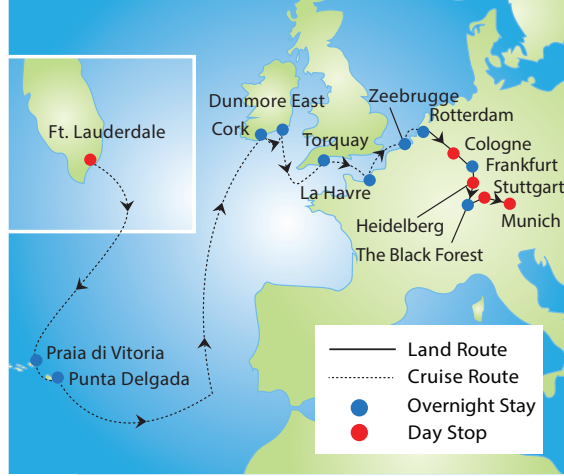 Dunmore East
Zeebrugge
Rotterdam
Ft. Lauderdale
Cork
Torquay
Cologne
Frankfurt
La Havre
Stuttgart
Heidelberg
Munich
The Black Forest
Praia di Vitoria
Punta Delgada
Land Route
Cruise Route
Overnight Stay
Day Stop